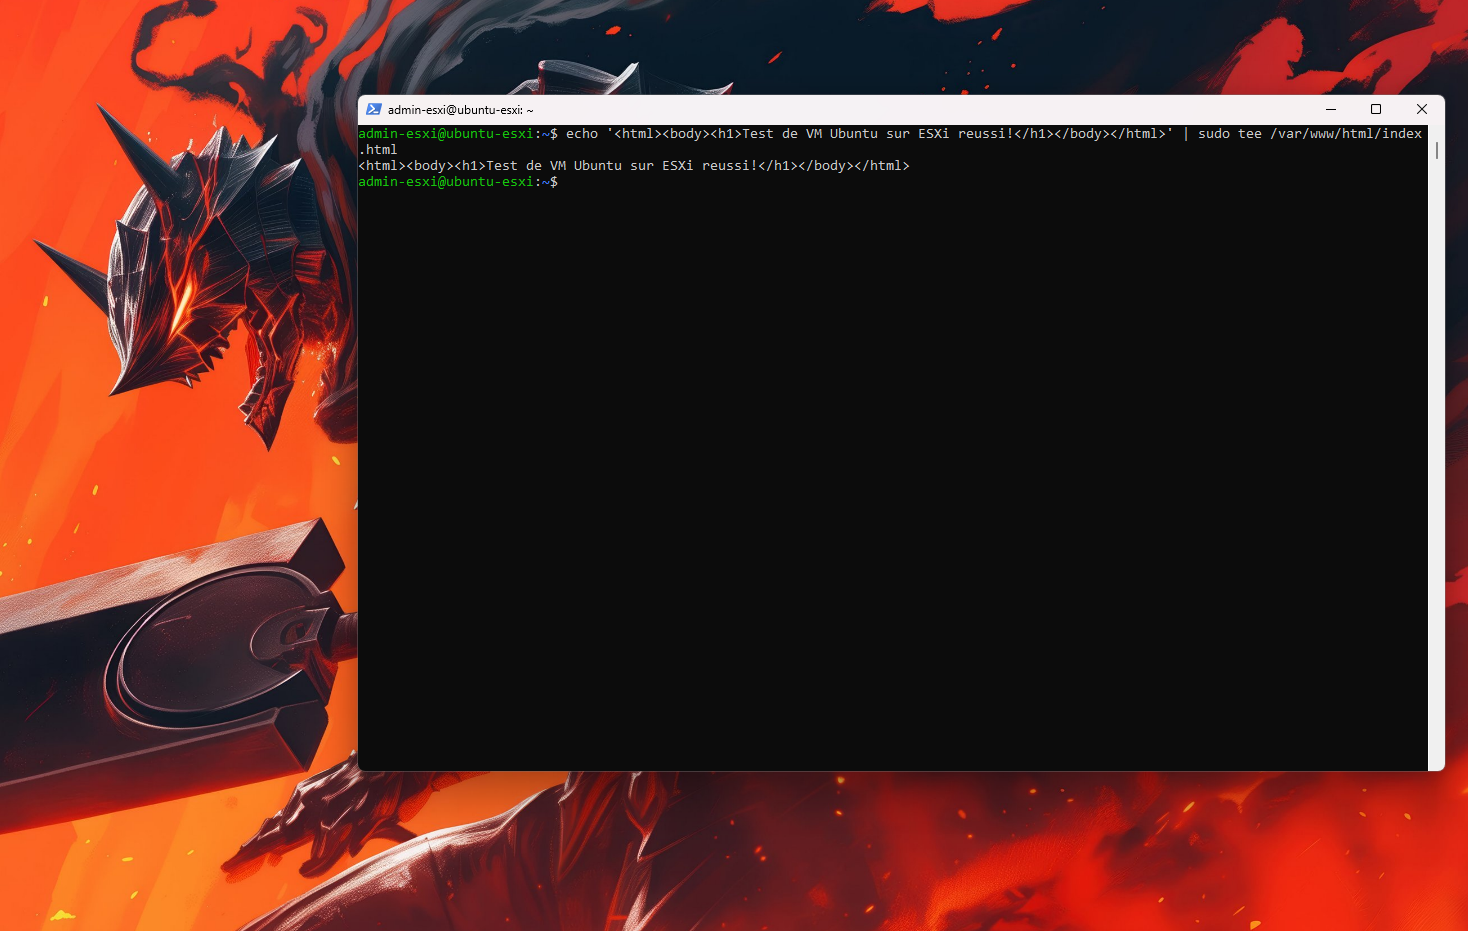 admin-esxi@ubuntu-esxi: ~
admin-esxi@ubuntu-esxi:~$ echo '<html><body><h1>Test de VM Ubuntu sur ESXi reussi!</h1></body></html>' | sudo tee /var/www/html/index
.html
<html><body><h1>Test de VM Ubuntu sur ESXi reussi!</h1></body></html>
admin-esxi@ubuntu-esxi:~$